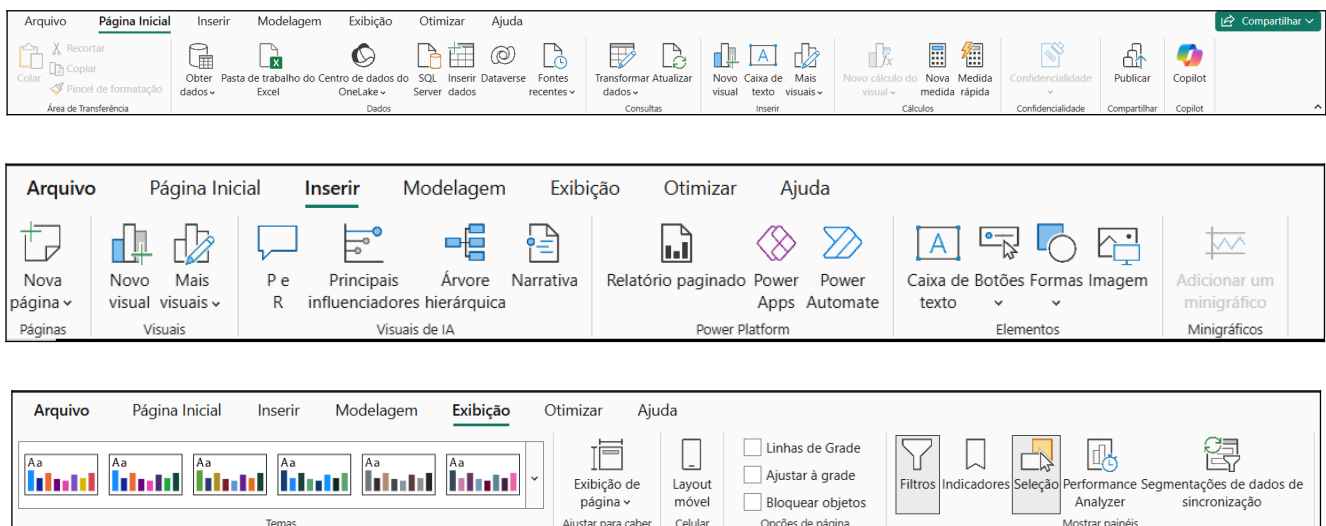 Arquivo Página Inicial Inserir Modelagem Exibição Otimizar Ajuda Compartilhar
Recortar
Copiar
Pincel de formatação
Colar
Obter dados
Pasta de trabalho do Excel
Centro de dados do OneLake
SQL Server
Inserir dados
Dataverse
Fontes recentes
Transformar dados
Atualizar
Novo visual
Caixa de texto
Mais visuais
Novo cálculo do visual
Nova medida
Medida rápida
Confidencialidade
Publicar
Copilot
Área de Transferência Dados Consultas Inserir Cálculos Confidencialidade Compartilhar Copilot
Arquivo Página Inicial Inserir Modelagem Exibição Otimizar Ajuda
Nova página
Novo visual
Mais visuais
P e R
Principais influenciadores
Árvore hierárquica
Narrativa
Relatório paginado
Power Apps
Power Automate
A
Caixa de texto
Botões
Formas
Imagem
Adicionar um minigráfico
Páginas Visuais Visuais de IA Power Platform Elementos Minigráficos
Arquivo Página Inicial Inserir Modelagem Exibição Otimizar Ajuda
Aa Aa Aa Aa Aa Aa
Exibição de página
Layout móvel
Linhas de Grade
Ajustar à grade
Bloquear objetos
Filtros
Indicadores
Seleção
Performance Analyzer
Segmentações de dados de sincronização
Temas Ajustar para caber Celular Opções de página Mostrar painéis